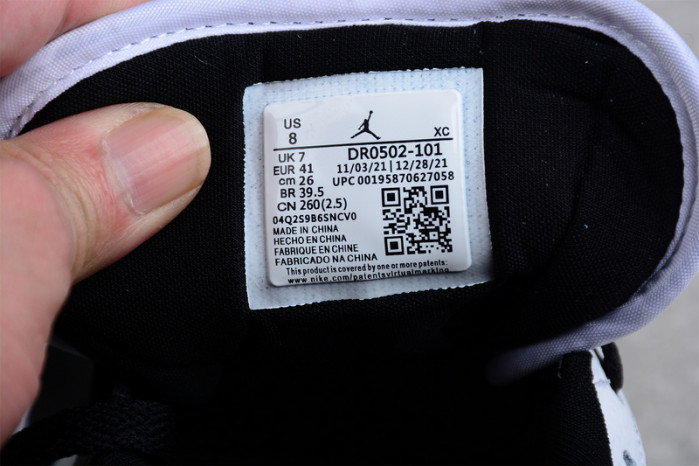 US
8
XC
UK 7
EUR 41
cm 26
BR 39.5
CN 260(2.5)
DR0502-101
11/03/21 | 12/28/21
UPC 00195870627058
04Q2S9B6SNCV0
MADE IN CHINA
HECHO EN CHINA
FABRIQUE EN CHINE
FABRICADO NA CHINA
This product is covered by one or more patents:
www.nike.com/patentsvirtualmarking